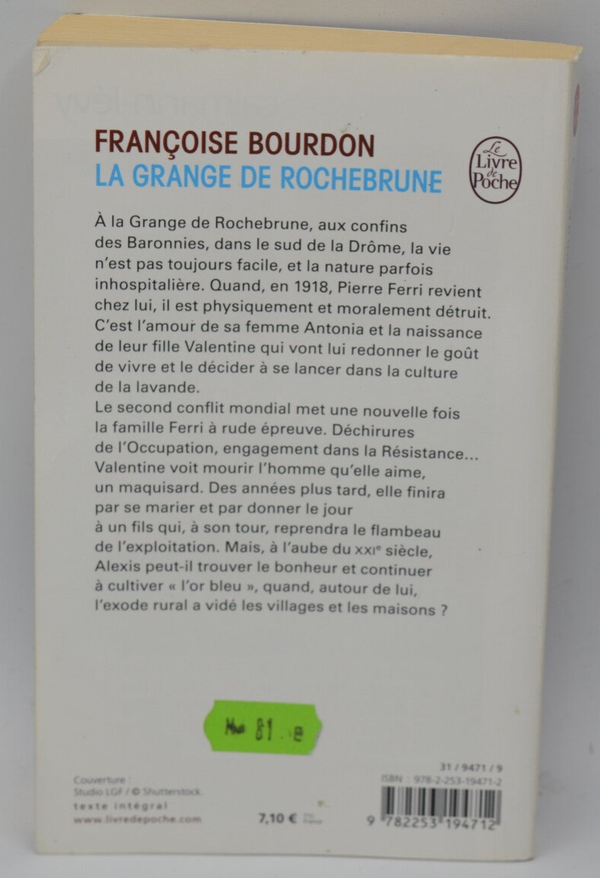 FRANÇOISE BOURDON
LA GRANGE DE ROCHEBRUNE
Le
Livre
de
Poche
À la Grange de Rochebrune, aux confins
des Baronnies, dans le sud de la Drôme, la vie
n'est pas toujours facile, et la nature parfois
inhospitalière. Quand, en 1918, Pierre Ferri revient
chez lui, il est physiquement et moralement détruit.
C'est l'amour de sa femme Antonia et la naissance
de leur fille Valentine qui vont lui redonner le goût
de vivre et le décider à se lancer dans la culture
de la lavande.
Le second conflit mondial met une nouvelle fois
la famille Ferri à rude épreuve. Déchirures
de l'Occupation, engagement dans la Résistance...
Valentine voit mourir l'homme qu'elle aime,
un maquisard. Des années plus tard, elle finira
par se marier et par donner le jour
à un fils qui, à son tour, reprendra le flambeau
de l'exploitation. Mais, à l'aube du XXIe siècle,
Alexis peut-il trouver le bonheur et continuer
à cultiver « l'or bleu », quand, autour de lui,
l'exode rural a vidé les villages et les maisons ?
81 e
31 / 9471 / 9
Couverture :
Studio LGF / © Shutterstock.
texte intégral
www.livredepoche.com
7,10 €
ISBN : 978-2-253-19471-2
9 782253 194712